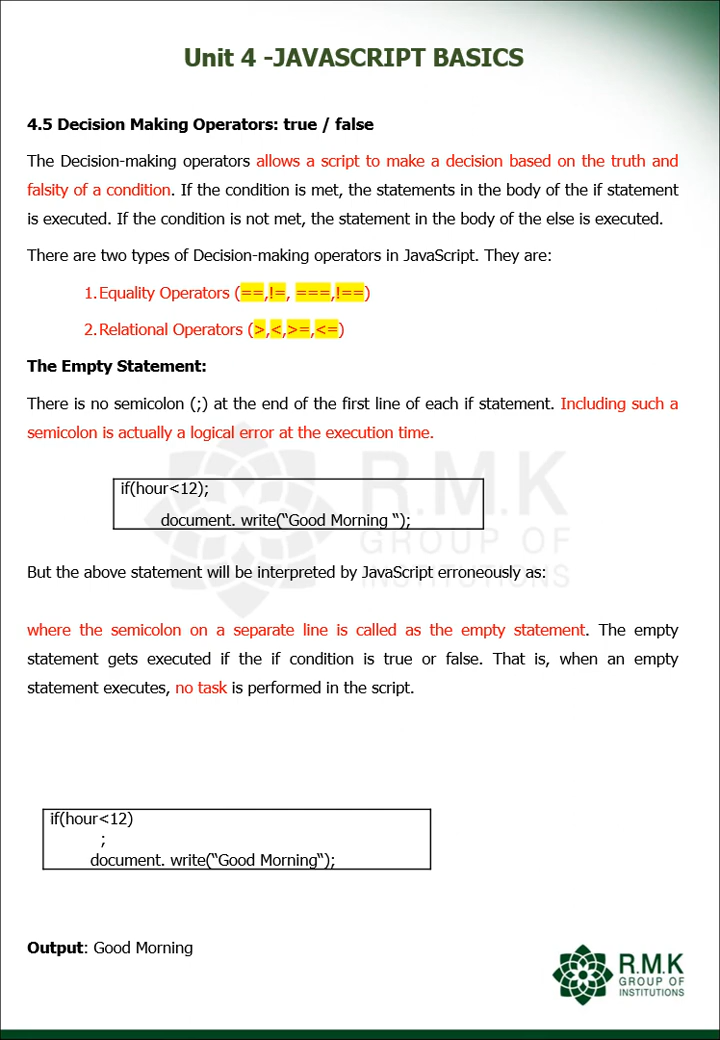 Unit 4 -JAVASCRIPT BASICS
4.5 Decision Making Operators: true / false
The Decision-making operators allows a script to make a decision based on the truth and
falsity of a condition. If the condition is met, the statements in the body of the if statement
is executed. If the condition is not met, the statement in the body of the else is executed.
There are two types of Decision-making operators in JavaScript. They are:
1.Equality Operators (==,!=, ===,!==)
2.Relational Operators (>,<,>=,<=)
The Empty Statement:
There is no semicolon (;) at the end of the first line of each if statement. Including such a
semicolon is actually a logical error at the execution time.
R.M.K
GROUP OF
INSTITUTIONS
if(hour<12);
document. write(“Good Morning “);
But the above statement will be interpreted by JavaScript erroneously as:
where the semicolon on a separate line is called as the empty statement. The empty
statement gets executed if the if condition is true or false. That is, when an empty
statement executes, no task is performed in the script.
if(hour<12)
;
document. write(“Good Morning“);
Output: Good Morning
R.M.K
GROUP OF
INSTITUTIONS